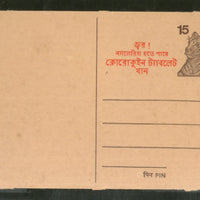 15
জ্বর !
ম্যালেরিয়া হতে পারে
ক্লোরোকুইন ট্যাবলেট
খান
पिन PIN